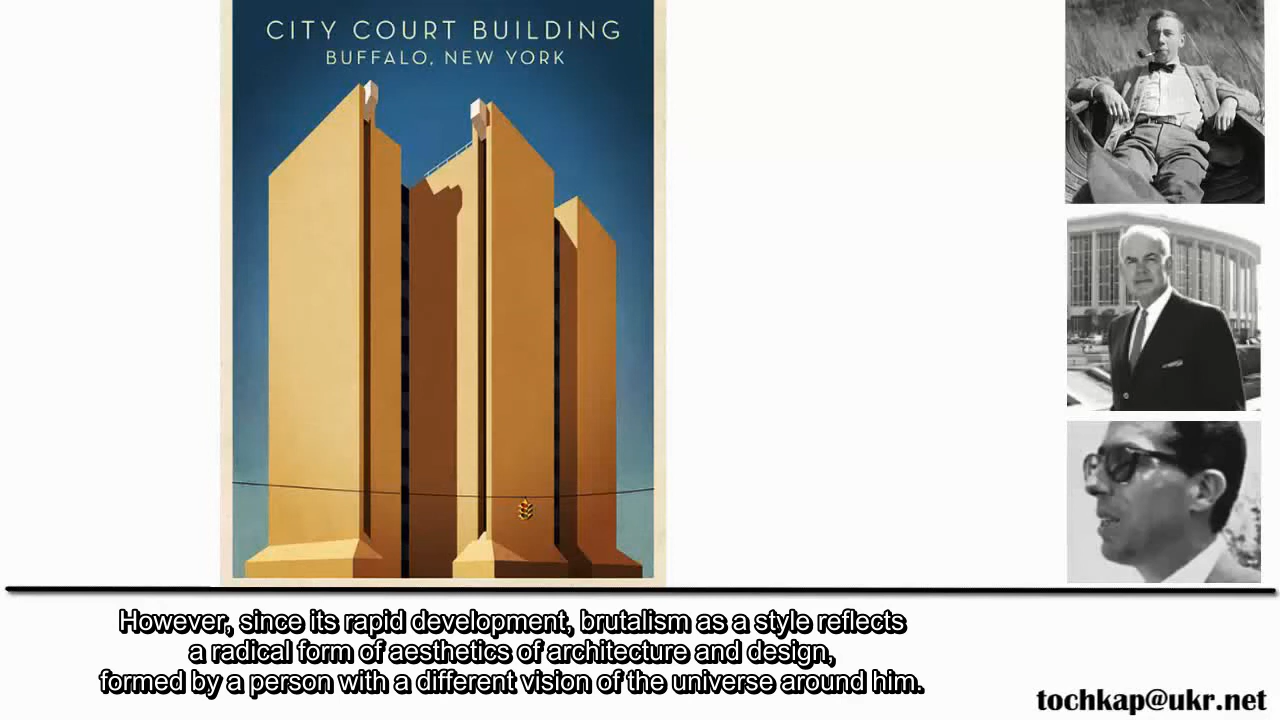 CITY COURT BUILDING
BUFFALO, NEW YORK
However, since its rapid development, brutalism as a style reflects
a radical form of aesthetics of architecture and design,
formed by a person with a different vision of the universe around him.
tochkap@ukr.net